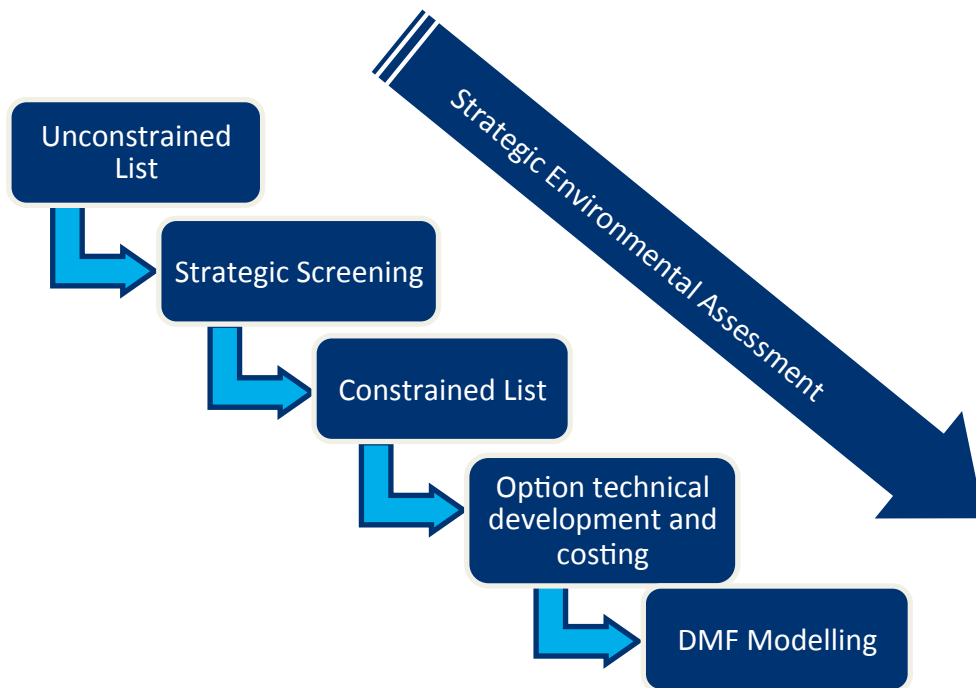 Unconstrained
List
Strategic Environmental Assessment
Strategic Screening
Constrained List
Option technical
development and
costing
DMF Modelling